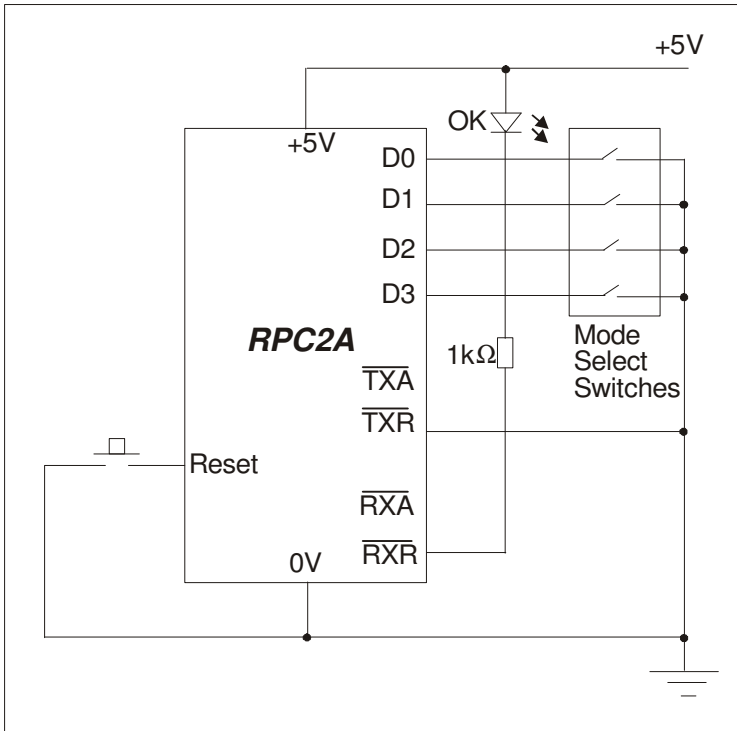 +5V
+5V
OK
D0
D1
D2
D3
RPC2A
1kΩ
Mode
Select
Switches
TXA
TXR
Reset
RXA
RXR
0V